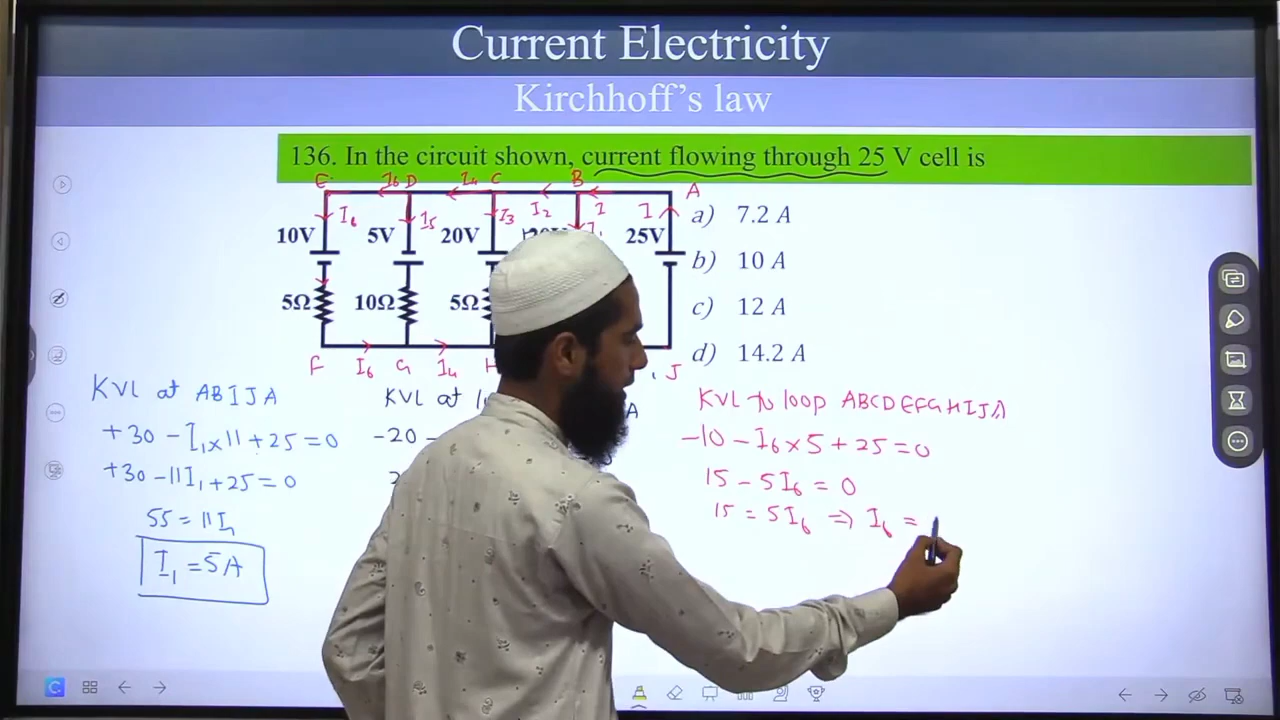 Current Electricity
Kirchhoff's law
136. In the circuit shown, current flowing through 25 V cell is
E I6 D I4 C B A
I6 I5 I3 I2 I I
10V 5V 20V 25V
5Ω 10Ω 5Ω
F I6 G I4 H J
a) 7.2 A
b) 10 A
c) 12 A
d) 14.2 A
KVL at ABIJA
+30 - I1 x 11 + 25 = 0
+30 - 11I1 + 25 = 0
55 = 11I1
I1 = 5A
KVL at
-20 -
KVL to loop ABCDEFGHIJA
-10 - I6 x 5 + 25 = 0
15 - 5I6 = 0
15 = 5I6 ⇒ I6 =